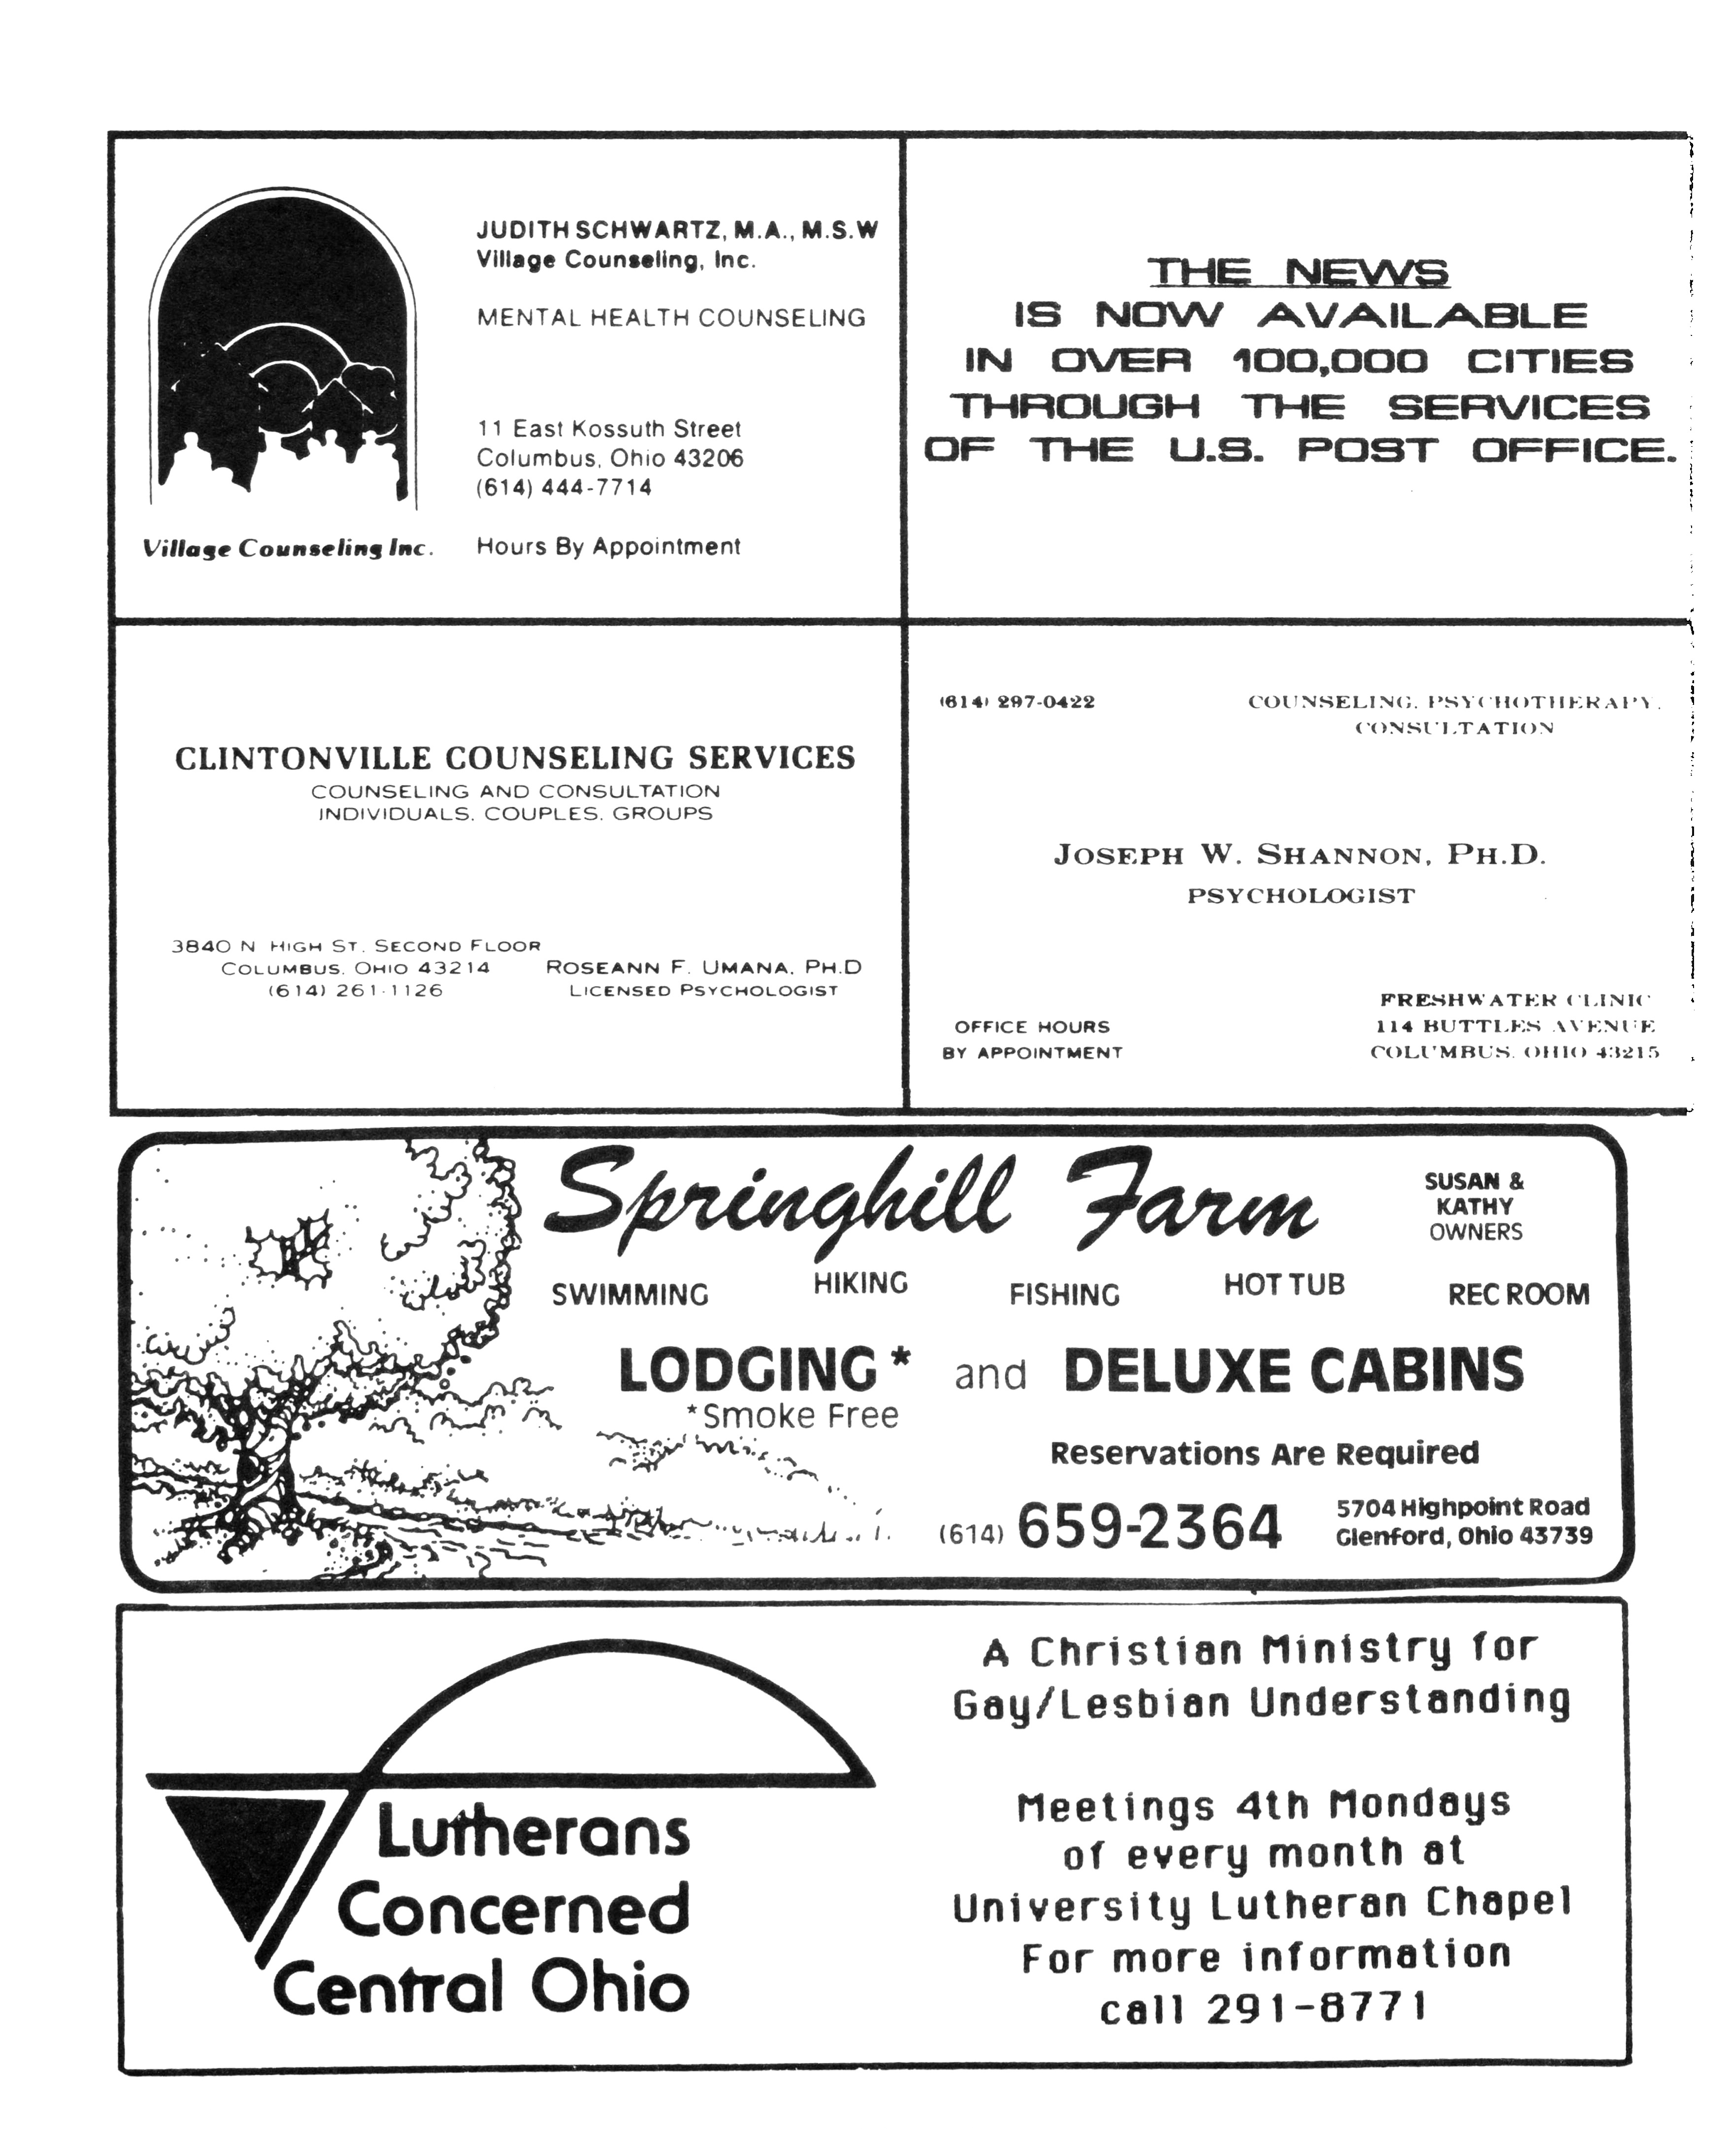 JUDITH SCHWARTZ, M.A., M.S.W
Village Counseling, Inc.
MENTAL HEALTH COUNSELING
11 East Kossuth Street
Columbus, Ohio 43206
(614) 444-7714
Village Counseling Inc.
Hours By Appointment
THE NEWS
IS NOW AVAILABLE
IN OVER 100,000 CITIES
THROUGH THE SERVICES
OF THE U.S. POST OFFICE.
CLINTONVILLE COUNSELING SERVICES
COUNSELING AND CONSULTATION
INDIVIDUALS, COUPLES, GROUPS
3840 N HIGH ST. SECOND FLOOR
COLUMBUS, OHIO 43214
(614) 261-1126
ROSEANN F. UMANA, PH.D
LICENSED PSYCHOLOGIST
(614) 297-0422
COUNSELING, PSYCHOTHERAPY,
CONSULTATION
JOSEPH W. SHANNON, PH.D.
PSYCHOLOGIST
OFFICE HOURS
BY APPOINTMENT
FRESHWATER CLINIC
114 BUTTLES AVENUE
COLUMBUS, OHIO 43215
Springhill Farm
SUSAN &
KATHY
OWNERS
SWIMMING HIKING FISHING HOT TUB REC ROOM
LODGING* and DELUXE CABINS
*Smoke Free
Reservations Are Required
(614) 659-2364
5704 Highpoint Road
Glenford, Ohio 43739
Lutherans
Concerned
Central Ohio
A Christian Ministry for
Gay/Lesbian Understanding
Meetings 4th Mondays
of every month at
University Lutheran Chapel
For more information
call 291-8771